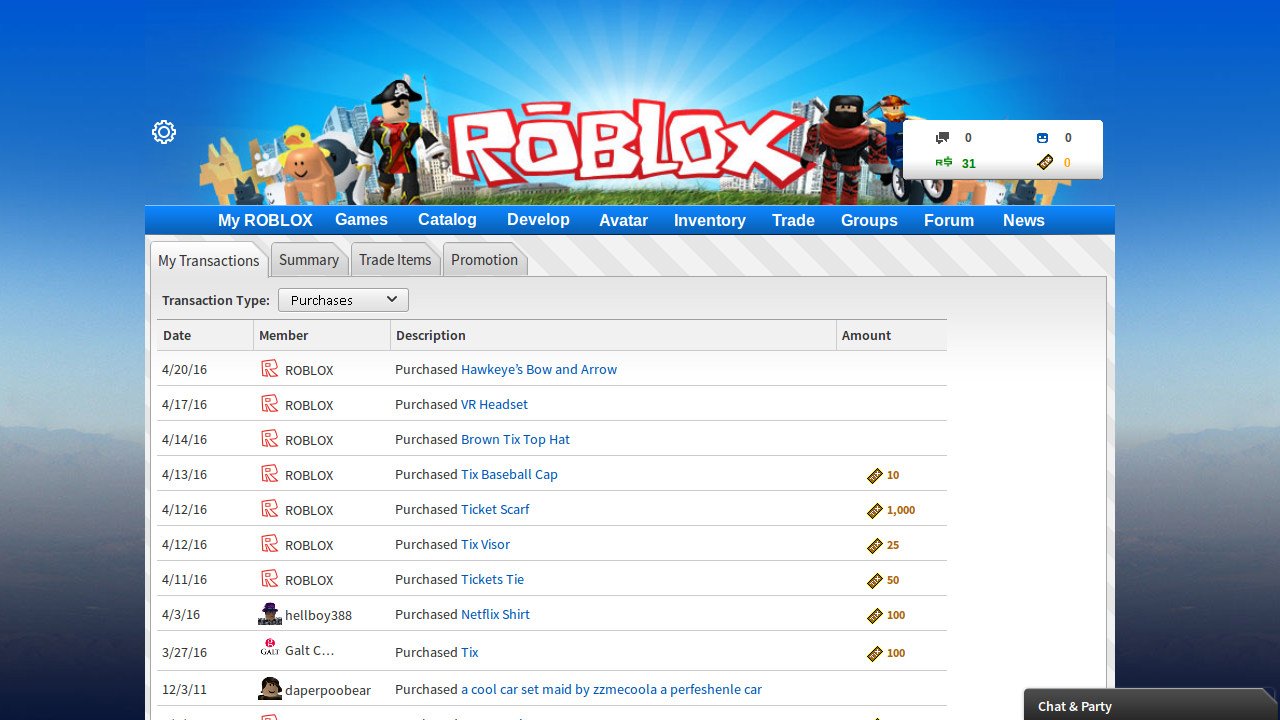 ROBLOX
0 0
R$ 31 0
My ROBLOX Games Catalog Develop Avatar Inventory Trade Groups Forum News
My Transactions Summary Trade Items Promotion
Transaction Type: Purchases
Date Member Description Amount
4/20/16 ROBLOX Purchased Hawkeye's Bow and Arrow
4/17/16 ROBLOX Purchased VR Headset
4/14/16 ROBLOX Purchased Brown Tix Top Hat
4/13/16 ROBLOX Purchased Tix Baseball Cap 10
4/12/16 ROBLOX Purchased Ticket Scarf 1,000
4/12/16 ROBLOX Purchased Tix Visor 25
4/11/16 ROBLOX Purchased Tickets Tie 50
4/3/16 hellboy388 Purchased Netflix Shirt 100
3/27/16 GALT Galt C... Purchased Tix 100
12/3/11 daperpoobear Purchased a cool car set maid by zzmecoola a perfeshenle car
Chat & Party